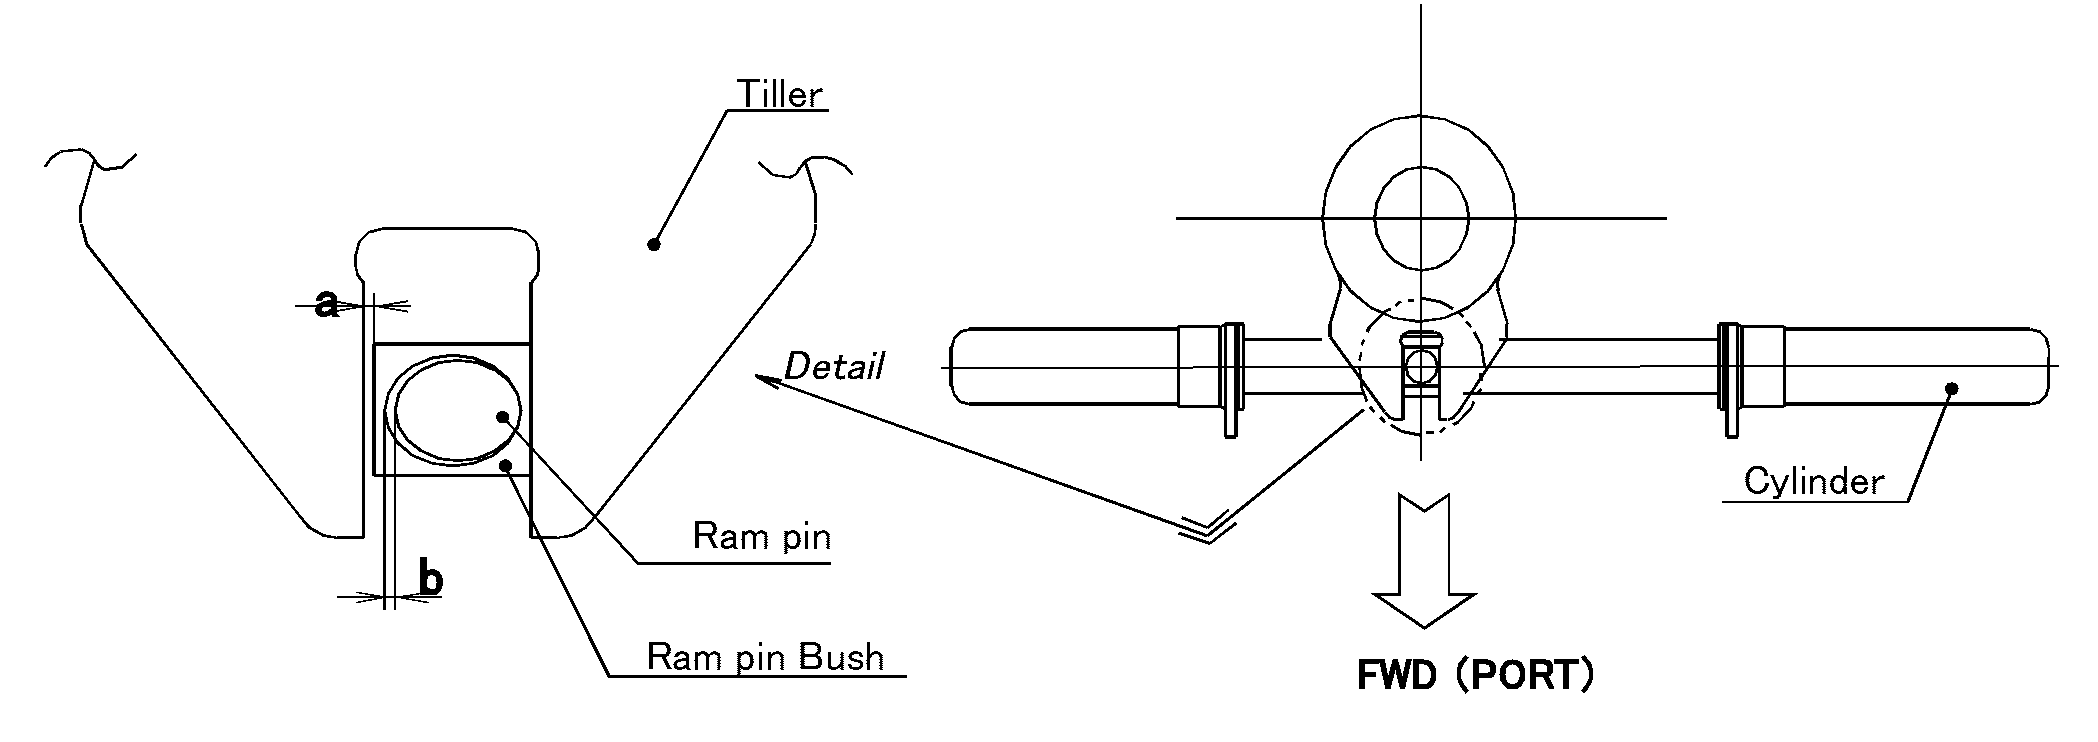 Tiller
a
Detail
Cylinder
Ram pin
b
Ram pin Bush
FWD (PORT)